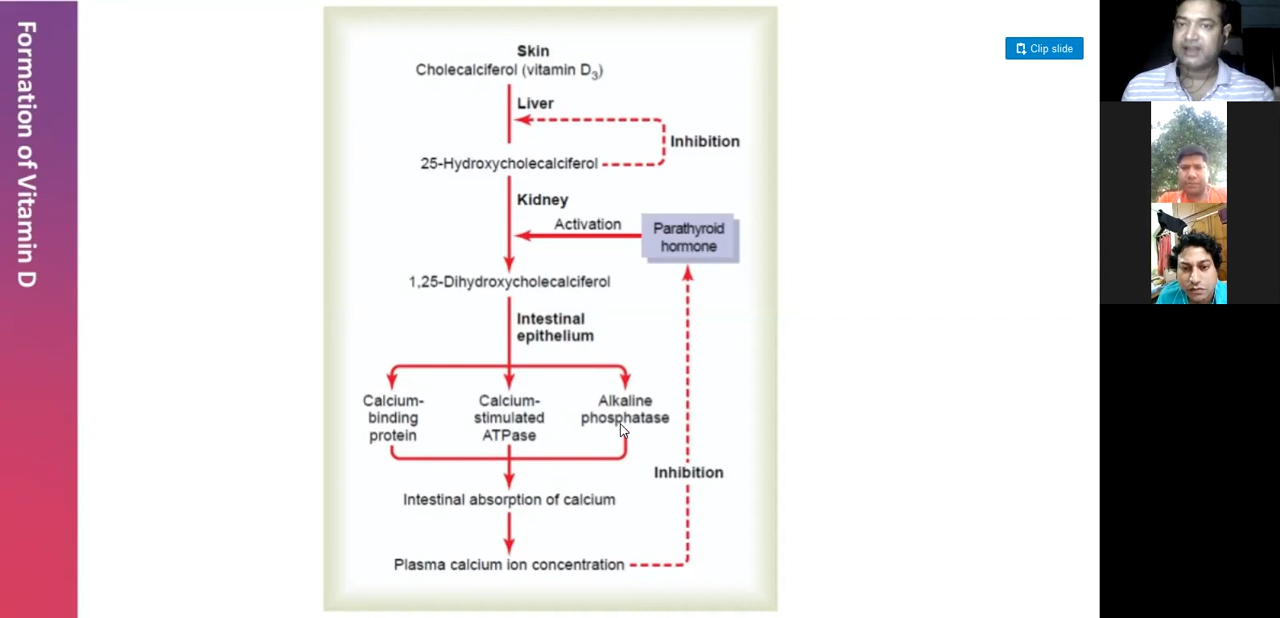 Formation of Vitamin D
Skin
Cholecalciferol (vitamin D3)
Liver
Inhibition
25-Hydroxycholecalciferol
Kidney
Activation
Parathyroid
hormone
1,25-Dihydroxycholecalciferol
Intestinal
epithelium
Calcium-
binding
protein
Calcium-
stimulated
ATPase
Alkaline
phosphatase
Inhibition
Intestinal absorption of calcium
Plasma calcium ion concentration
Clip slide